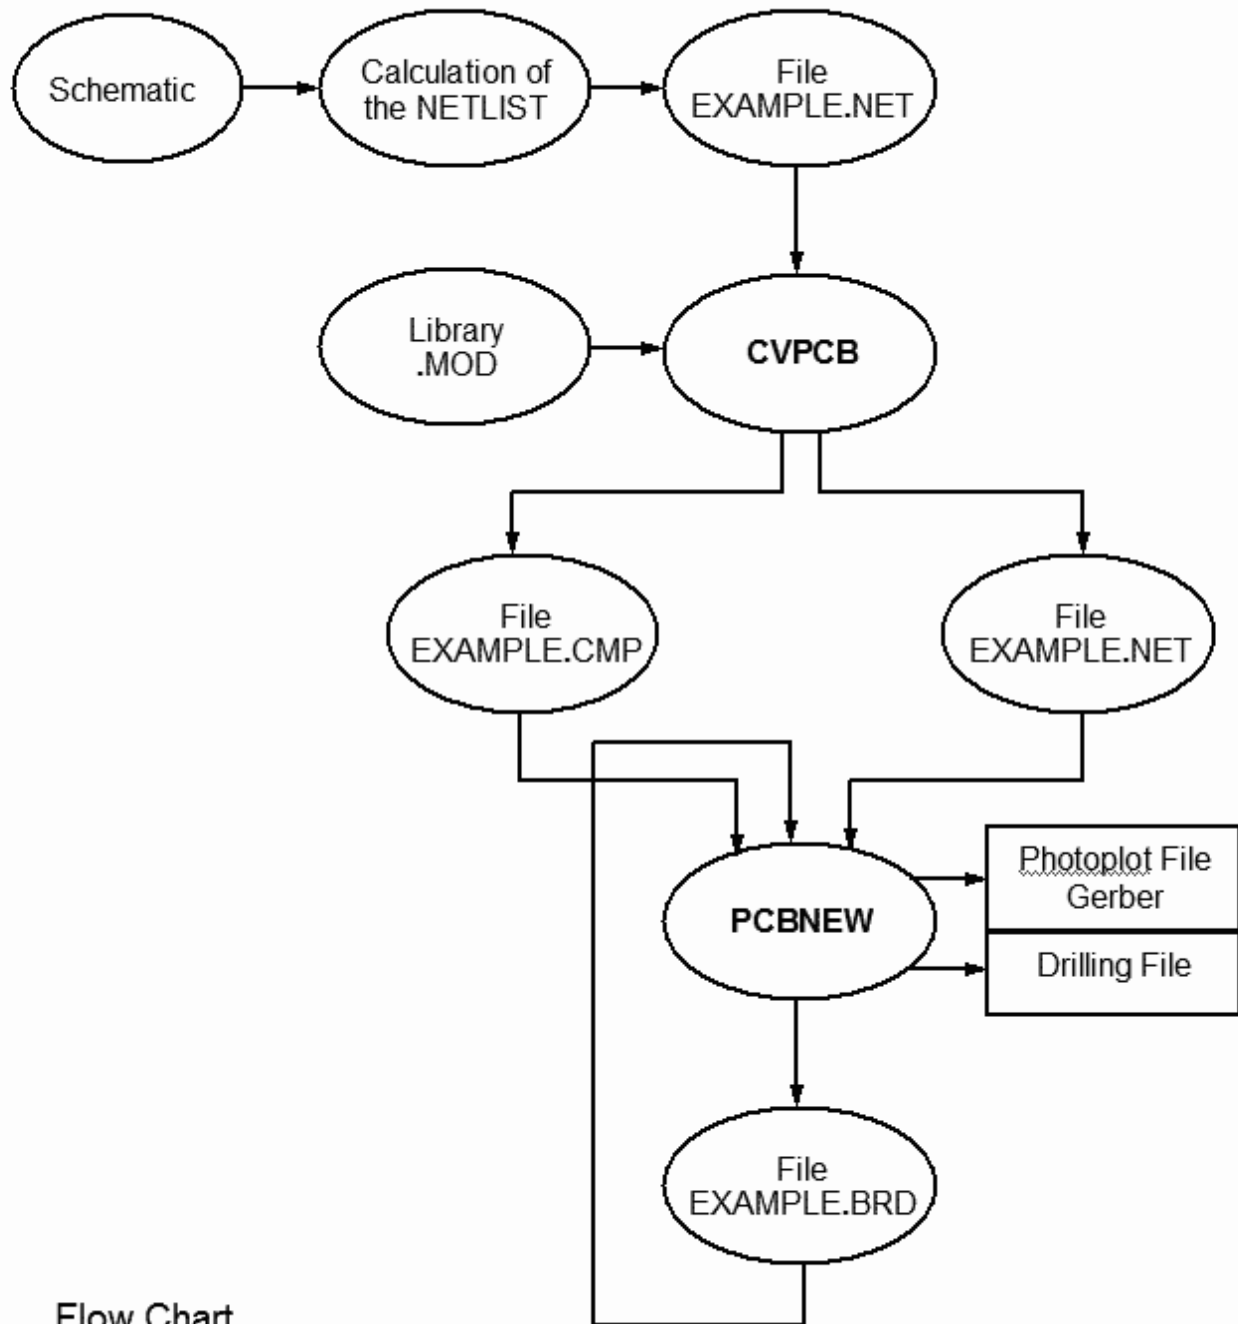 Schematic
Calculation of
the NETLIST
File
EXAMPLE.NET
Library
.MOD
CVPCB
File
EXAMPLE.CMP
File
EXAMPLE.NET
PCBNEW
Photoplot File
Gerber
Drilling File
File
EXAMPLE.BRD
Flow Chart